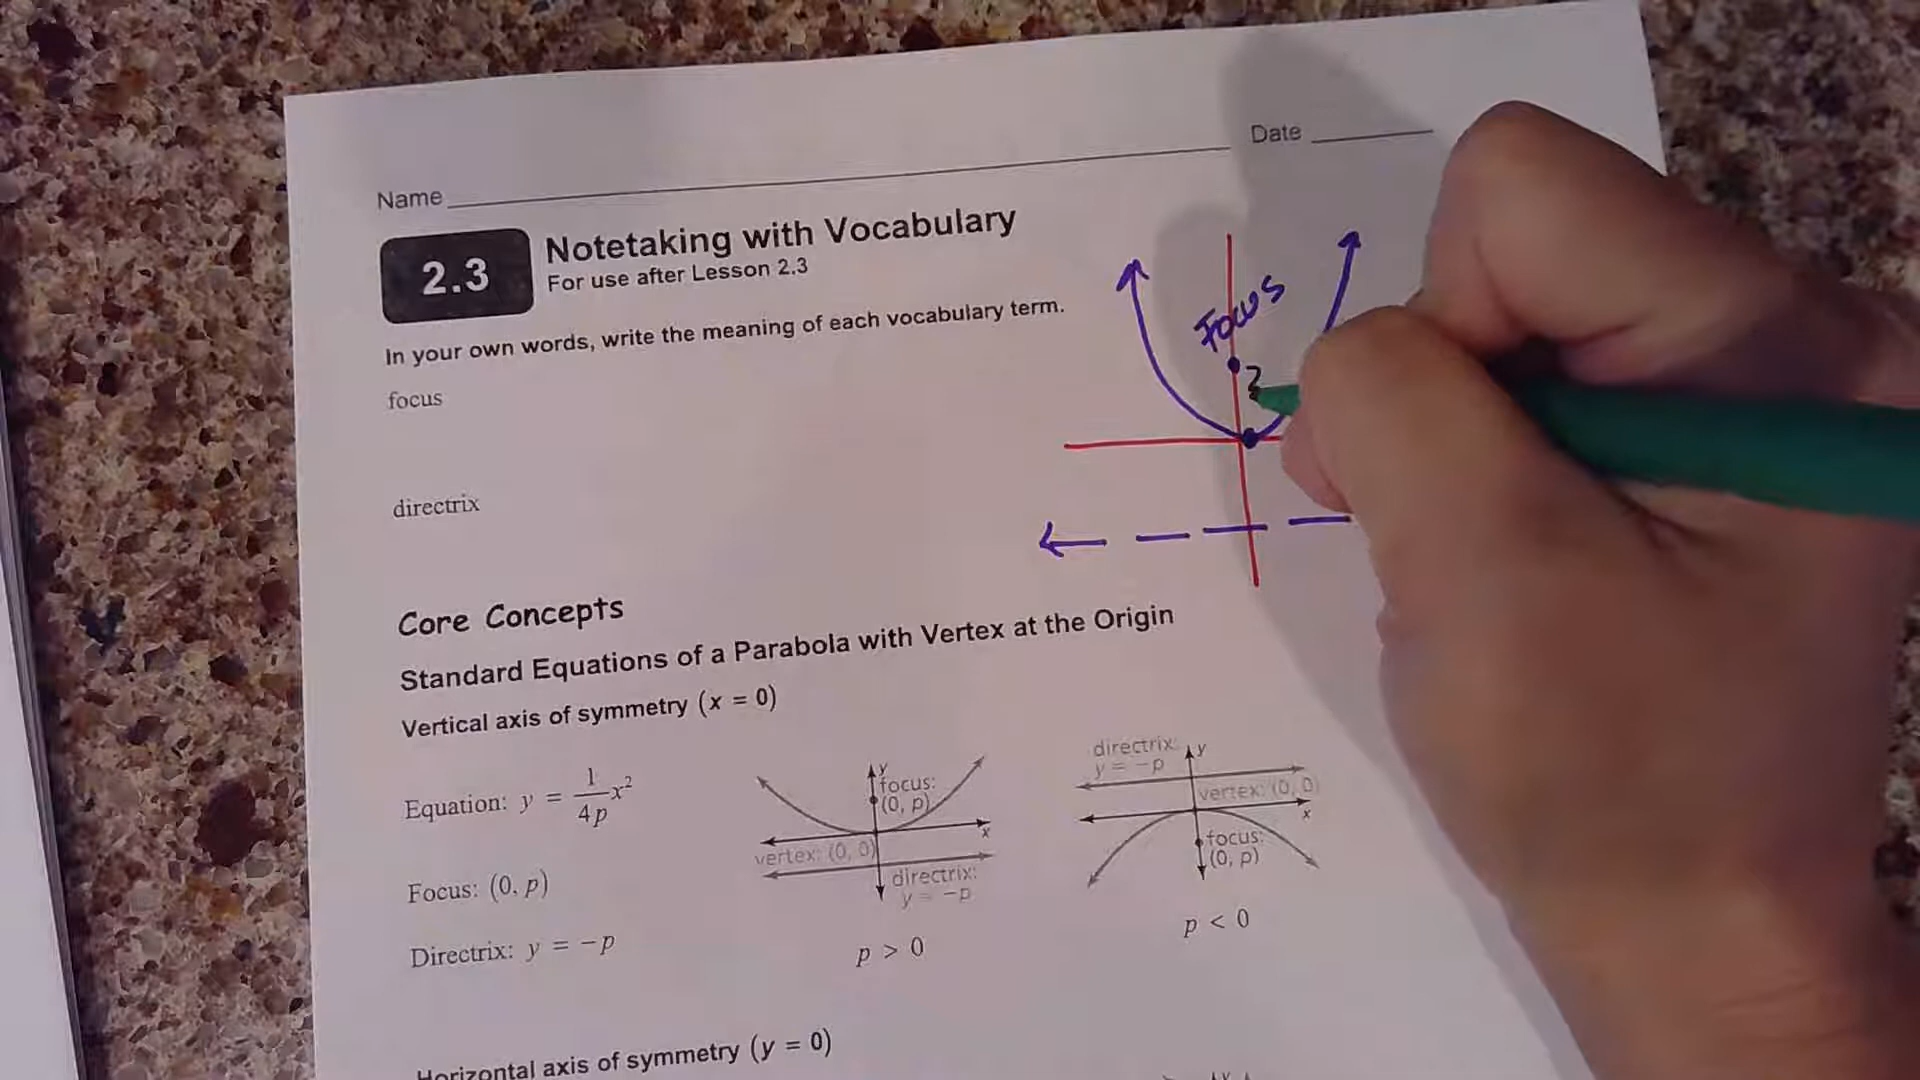 Name
Date
2.3
Notetaking with Vocabulary
For use after Lesson 2.3
In your own words, write the meaning of each vocabulary term.
focus
directrix
Focus
Core Concepts
Standard Equations of a Parabola with Vertex at the Origin
Vertical axis of symmetry (x = 0)
Equation: y = 1/4p x²
Focus: (0, p)
Directrix: y = −p
y
focus:
(0, p)
x
vertex: (0, 0)
directrix:
y = −p
p > 0
directrix:
y = −p
y
vertex: (0, 0)
x
focus:
(0, p)
p < 0
Horizontal axis of symmetry (y = 0)